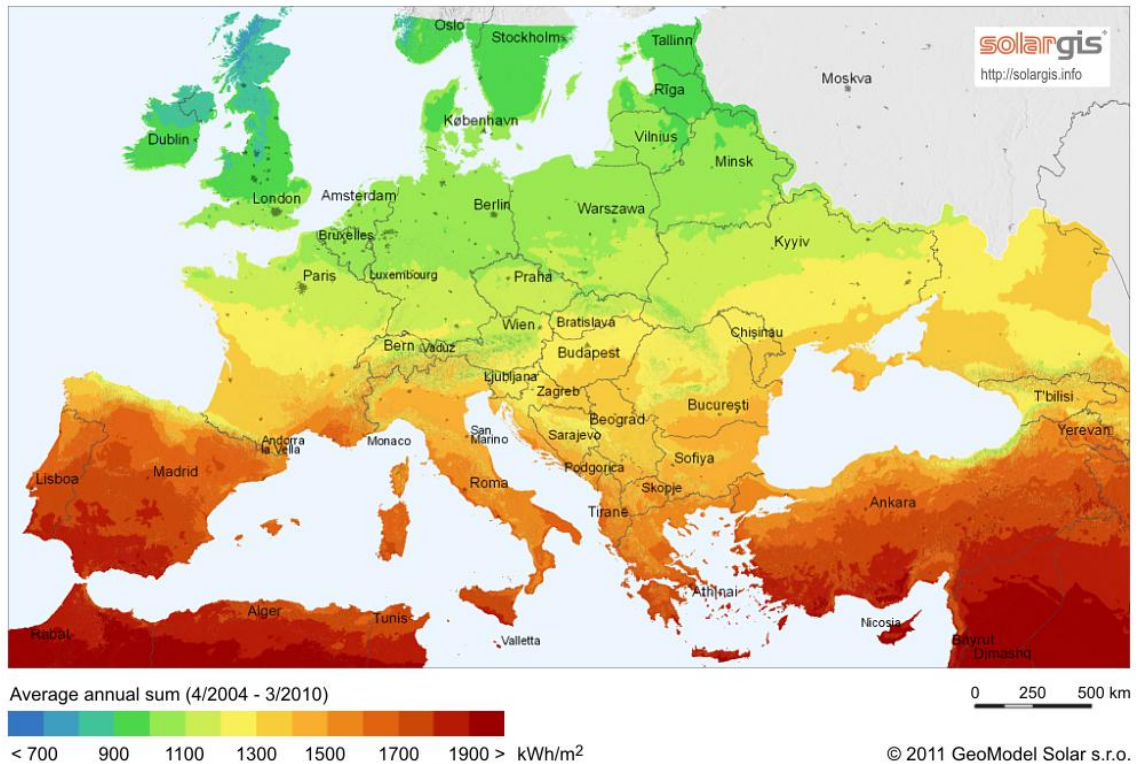 Oslo
Stockholm
Tallinn
solargis
http://solargis.info
Moskva
Rīga
København
Dublin
Vilnius
Minsk
London
Amsterdam
Berlin
Warszawa
Bruxelles
Kyyiv
Paris
Luxembourg
Praha
Wien
Bratislava
Chişinău
Bern
Vaduz
Budapest
Ljubljana
Zagreb
T'bilisi
Bucureşti
Beograd
San
Marino
Andorra
la Vella
Monaco
Sarajevo
Yerevan
Lisboa
Madrid
Podgorica
Sofiya
Roma
Skopje
Ankara
Tiranë
Athínai
Alger
Tunis
Nicosia
Rabat
Valletta
Bayrut
Dimashq
Average annual sum (4/2004 - 3/2010)
0 250 500 km
< 700 900 1100 1300 1500 1700 1900 > kWh/m²
© 2011 GeoModel Solar s.r.o.